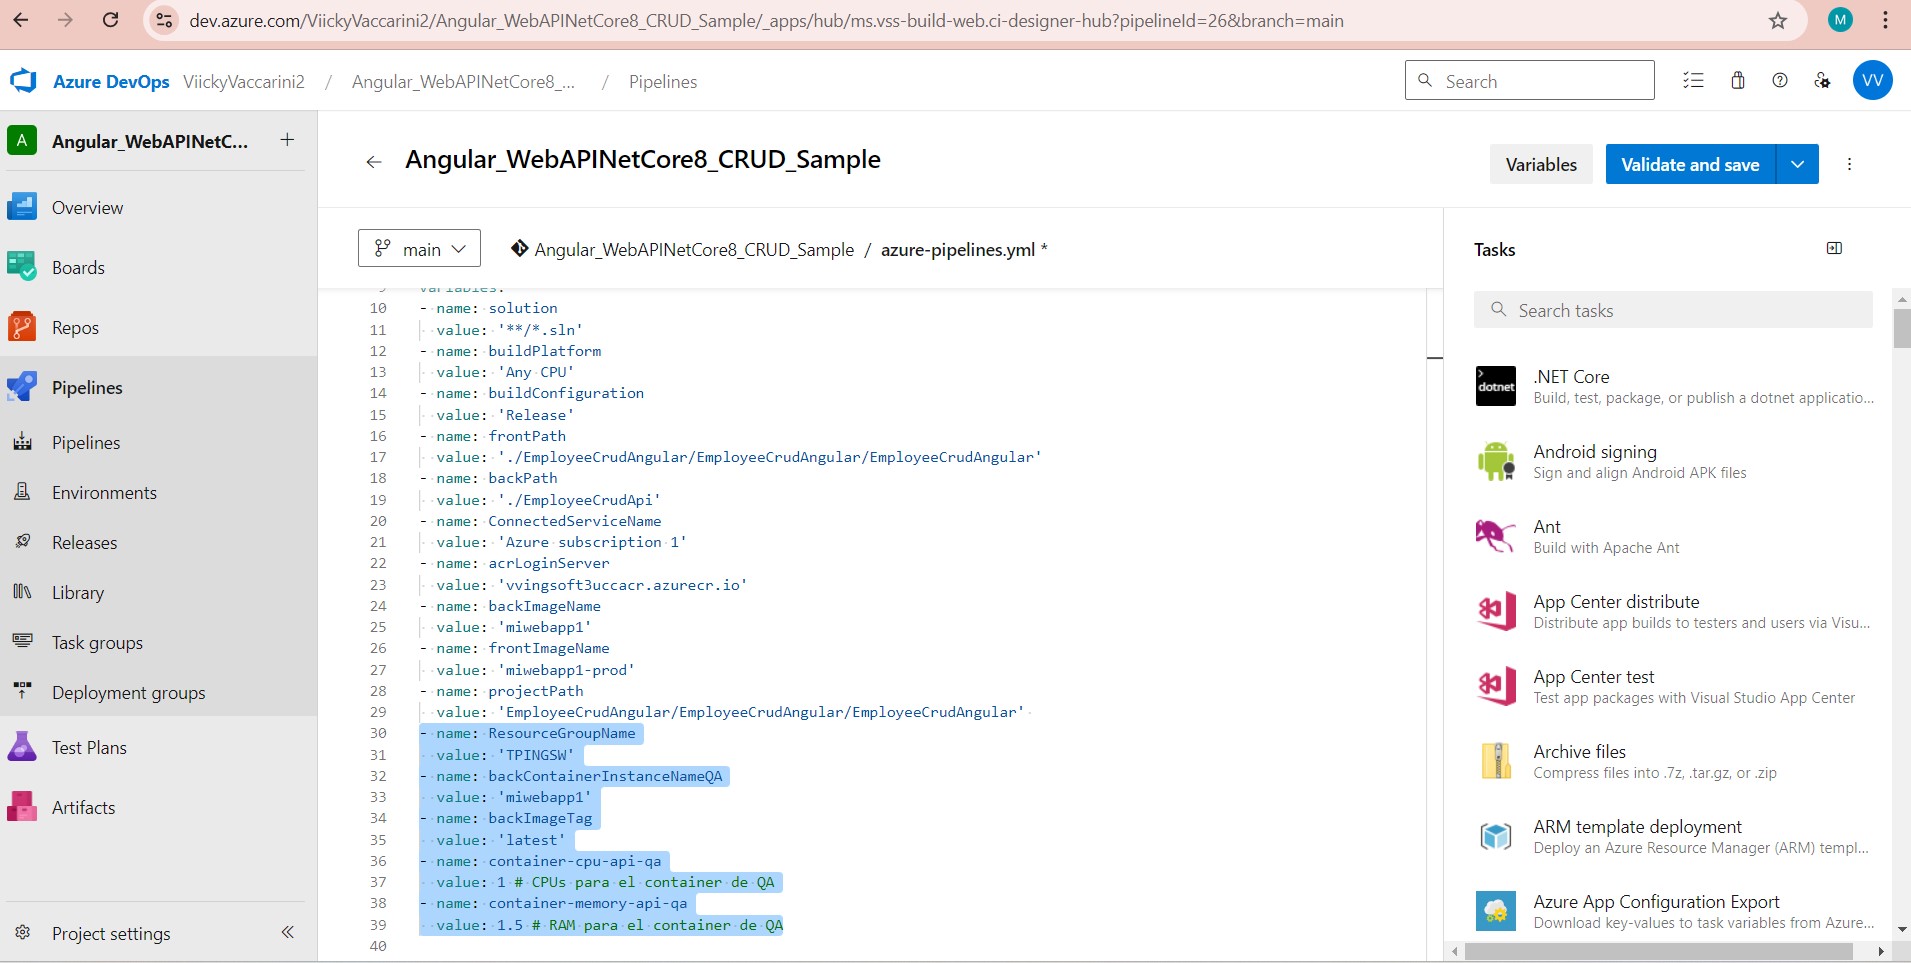 dev.azure.com/ViickyVaccarini2/Angular_WebAPINetCore8_CRUD_Sample/_apps/hub/ms.vss-build-web.ci-designer-hub?pipelineId=26&branch=main
M
Azure DevOps ViickyVaccarini2 / Angular_WebAPINetCore8_... / Pipelines
Search
VV
A Angular_WebAPINetC... +
Overview
Boards
Repos
Pipelines
Pipelines
Environments
Releases
Library
Task groups
Deployment groups
Test Plans
Artifacts
Project settings
Angular_WebAPINetCore8_CRUD_Sample
Variables
Validate and save
main
Angular_WebAPINetCore8_CRUD_Sample / azure-pipelines.yml *
9 variables:
10 - name: solution
11 value: '**/*.sln'
12 - name: buildPlatform
13 value: 'Any CPU'
14 - name: buildConfiguration
15 value: 'Release'
16 - name: frontPath
17 value: './EmployeeCrudAngular/EmployeeCrudAngular/EmployeeCrudAngular'
18 - name: backPath
19 value: './EmployeeCrudApi'
20 - name: ConnectedServiceName
21 value: 'Azure subscription 1'
22 - name: acrLoginServer
23 value: 'vvingsoft3uccacr.azurecr.io'
24 - name: backImageName
25 value: 'miwebapp1'
26 - name: frontImageName
27 value: 'miwebapp1-prod'
28 - name: projectPath
29 value: 'EmployeeCrudAngular/EmployeeCrudAngular/EmployeeCrudAngular'
30 - name: ResourceGroupName
31 value: 'TPINGSW'
32 - name: backContainerInstanceNameQA
33 value: 'miwebapp1'
34 - name: backImageTag
35 value: 'latest'
36 - name: container-cpu-api-qa
37 value: 1 # CPUs para el container de QA
38 - name: container-memory-api-qa
39 value: 1.5 # RAM para el container de QA
40
Tasks
Search tasks
dotnet
.NET Core
Build, test, package, or publish a dotnet applicatio...
Android signing
Sign and align Android APK files
Ant
Build with Apache Ant
App Center distribute
Distribute app builds to testers and users via Visu...
App Center test
Test app packages with Visual Studio App Center
Archive files
Compress files into .7z, .tar.gz, or .zip
ARM template deployment
Deploy an Azure Resource Manager (ARM) templ...
Azure App Configuration Export
Download key-values to task variables from Azure...